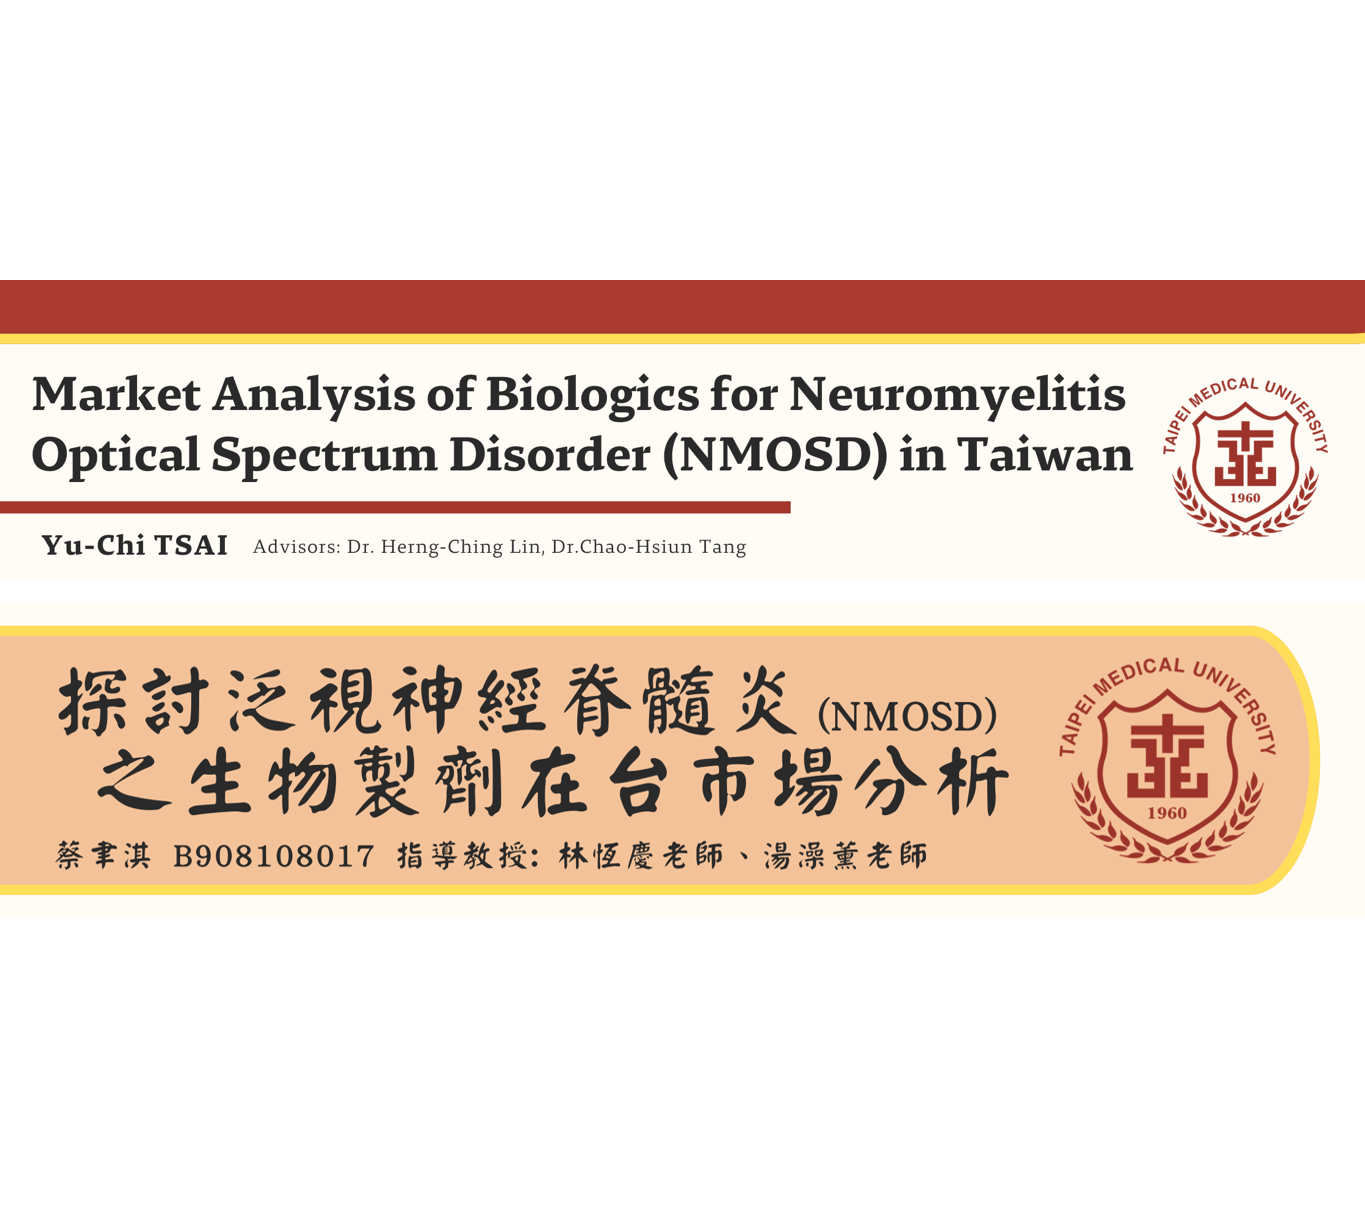 Market Analysis of Biologics for Neuromyelitis
Optical Spectrum Disorder (NMOSD) in Taiwan
TAIPEI MEDICAL UNIVERSITY
1960
Yu-Chi TSAI Advisors: Dr. Herng-Ching Lin, Dr.Chao-Hsiun Tang
探討泛視神經脊髓炎 (NMOSD)
之生物製劑在台市場分析
TAIPEI MEDICAL UNIVERSITY
1960
蔡聿淇 B908108017 指導教授: 林恆慶老師、湯澡薰老師